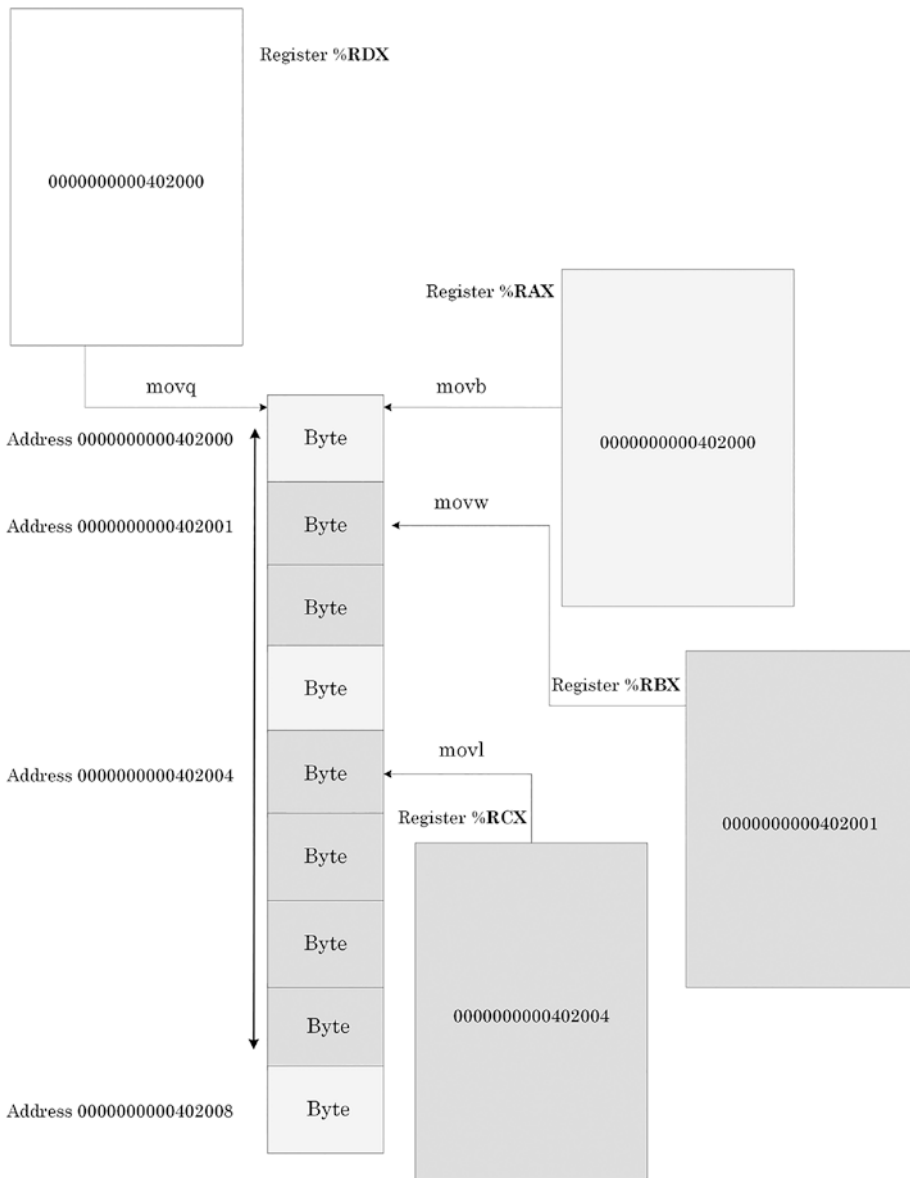 Register %RDX
0000000000402000
Register %RAX
movq
movb
Address 0000000000402000
Byte
0000000000402000
movw
Address 0000000000402001
Byte
Byte
Byte
Register %RBX
movl
Address 0000000000402004
Byte
Register %RCX
0000000000402001
Byte
Byte
0000000000402004
Byte
Address 0000000000402008
Byte